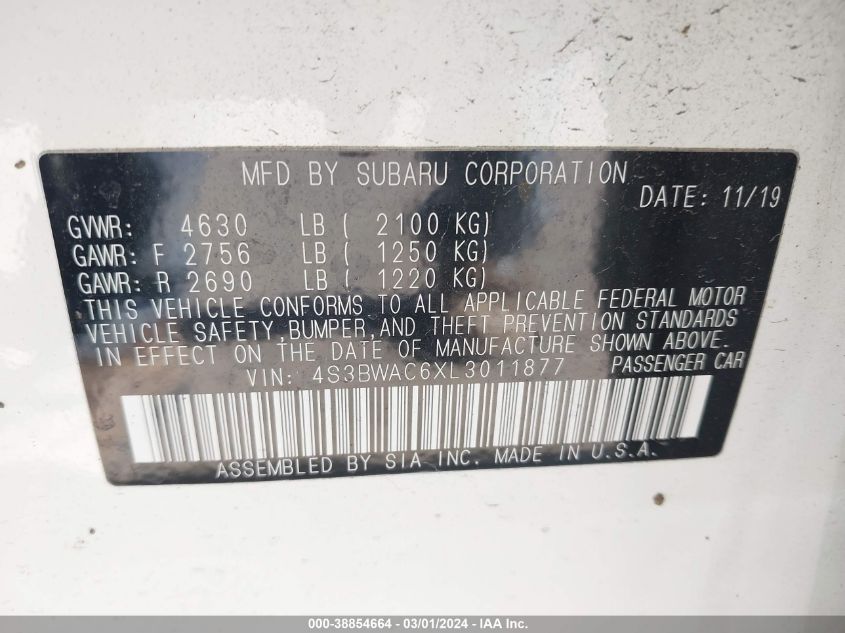 MFD BY SUBARU CORPORATION
DATE: 11/19
GVWR: 4630 LB ( 2100 KG)
GAWR: F 2756 LB ( 1250 KG)
GAWR: R 2690 LB ( 1220 KG)
THIS VEHICLE CONFORMS TO ALL APPLICABLE FEDERAL MOTOR
VEHICLE SAFETY,BUMPER,AND THEFT PREVENTION STANDARDS
IN EFFECT ON THE DATE OF MANUFACTURE SHOWN ABOVE.
VIN: 4S3BWAC6XL3011877 PASSENGER CAR
ASSEMBLED BY SIA INC. MADE IN U.S.A.
000-38854664 - 03/01/2024 - IAA Inc.